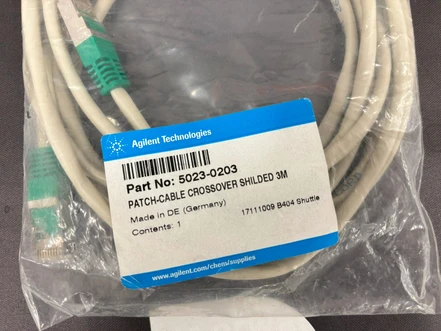 Agilent Technologies
Part No: 5023-0203
PATCH-CABLE CROSSOVER SHILDED 3M
Made in DE (Germany)
17111009 B404 Shuttle
Contents: 1
www.agilent.com/chem/supplies